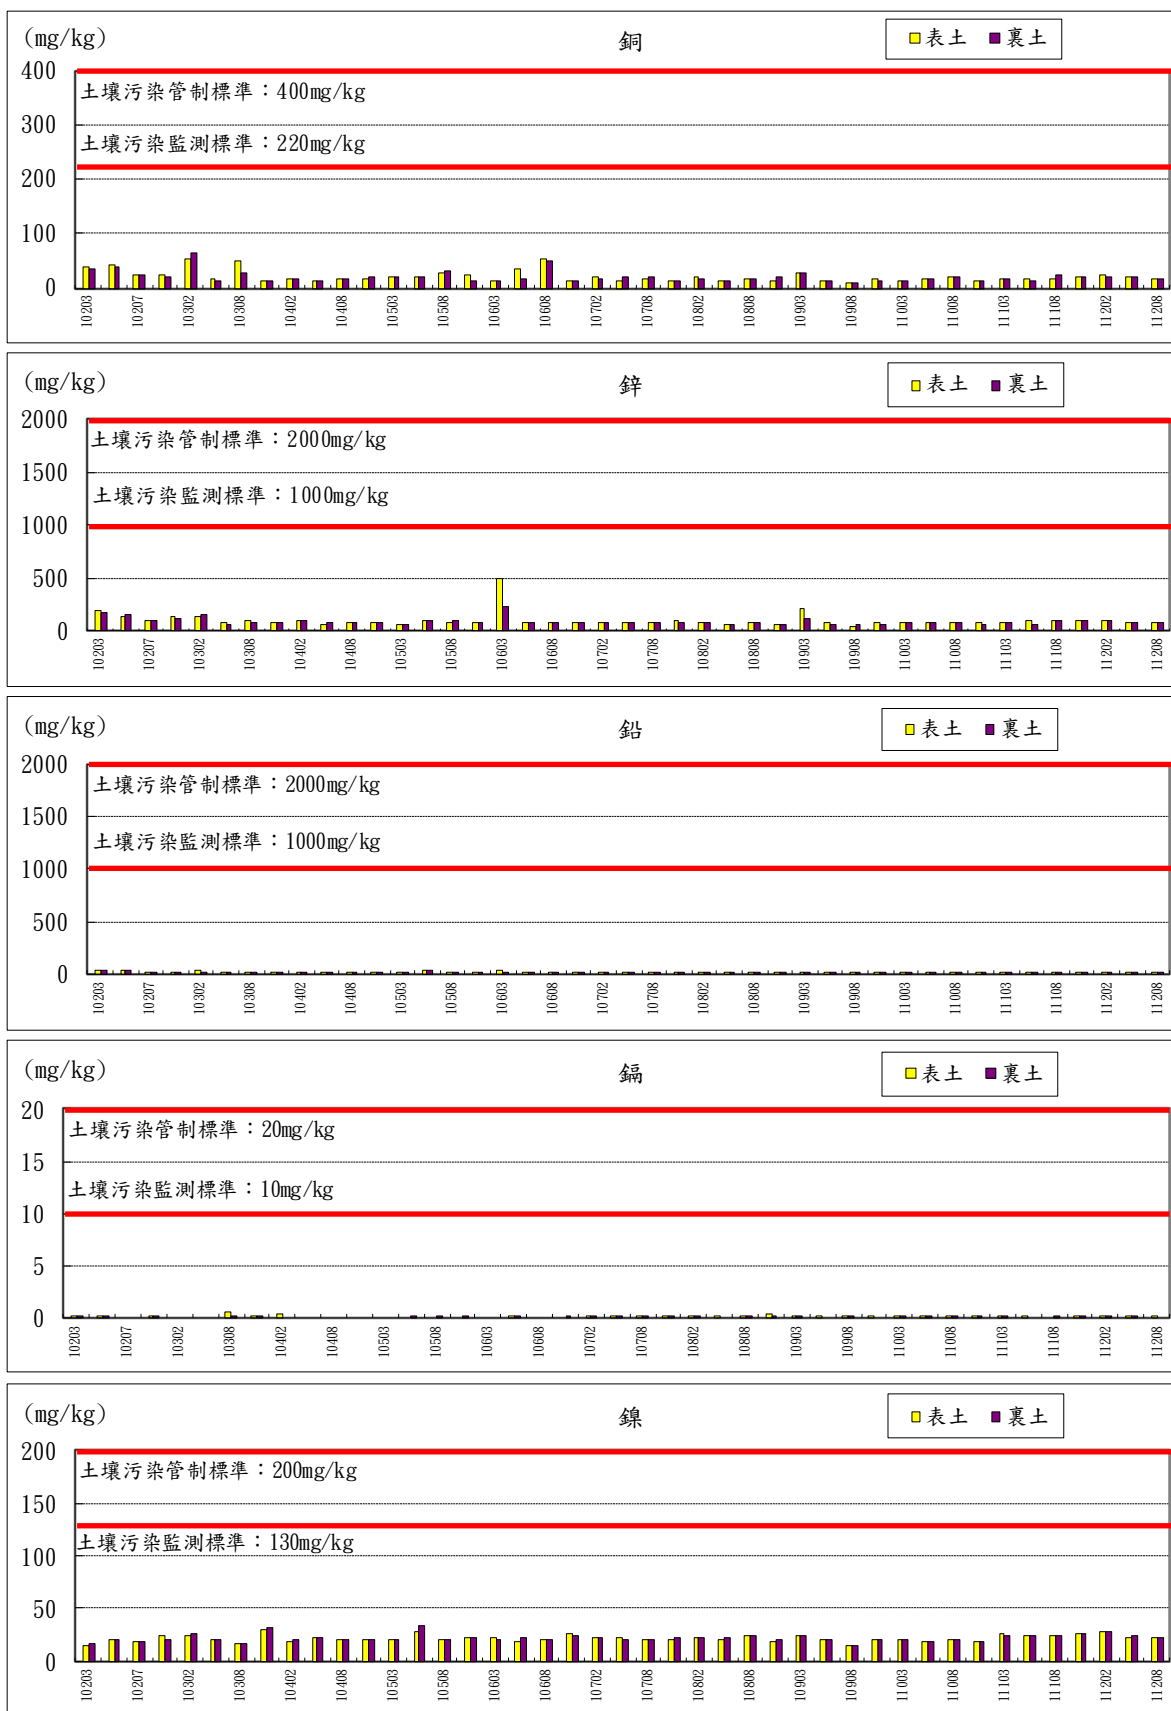 (mg/kg)
銅
表土 裏土
400
土壤污染管制標準：400mg/kg
300
土壤污染監測標準：220mg/kg
200
100
0
10203 10207 10302 10308 10402 10408 10503 10508 10603 10608 10702 10708 10802 10808 10903 10908 11003 11008 11103 11108 11202 11208
(mg/kg)
鋅
表土 裏土
2000
土壤污染管制標準：2000mg/kg
1500
土壤污染監測標準：1000mg/kg
1000
500
0
10203 10207 10302 10308 10402 10408 10503 10508 10603 10608 10702 10708 10802 10808 10903 10908 11003 11008 11103 11108 11202 11208
(mg/kg)
鉛
表土 裏土
2000
土壤污染管制標準：2000mg/kg
1500
土壤污染監測標準：1000mg/kg
1000
500
0
10203 10207 10302 10308 10402 10408 10503 10508 10603 10608 10702 10708 10802 10808 10903 10908 11003 11008 11103 11108 11202 11208
(mg/kg)
鎘
表土 裏土
20
土壤污染管制標準：20mg/kg
15
土壤污染監測標準：10mg/kg
10
5
0
10203 10207 10302 10308 10402 10408 10503 10508 10603 10608 10702 10708 10802 10808 10903 10908 11003 11008 11103 11108 11202 11208
(mg/kg)
鎳
表土 裏土
200
土壤污染管制標準：200mg/kg
150
土壤污染監測標準：130mg/kg
100
50
0
10203 10207 10302 10308 10402 10408 10503 10508 10603 10608 10702 10708 10802 10808 10903 10908 11003 11008 11103 11108 11202 11208